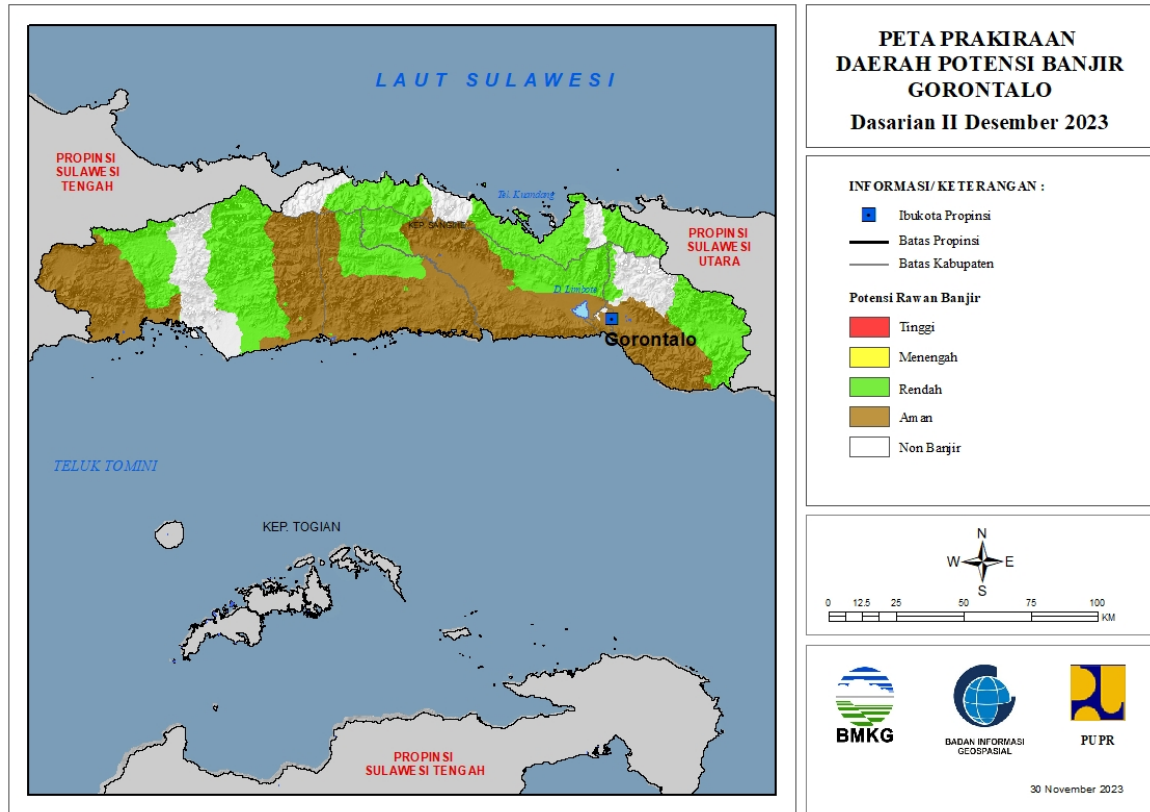 LAUT SULAWESI
PROPINSI
SULAWESI
TENGAH
Tel. Kuandang
KEP. SANGIHE
PROPINSI
SULAWESI
UTARA
D. Limboto
Gorontalo
TELUK TOMINI
KEP. TOGIAN
PROPINSI
SULAWESI TENGAH
PETA PRAKIRAAN
DAERAH POTENSI BANJIR
GORONTALO
Dasarian II Desember 2023
INFORMASI/ KETERANGAN :
Ibukota Propinsi
Batas Propinsi
Batas Kabupaten
Potensi Rawan Banjir
Tinggi
Menengah
Rendah
Aman
Non Banjir
N
W E
S
0 12.5 25 50 75 100
KM
BMKG
BADAN INFORMASI
GEOSPASIAL
PUPR
30 November 2023